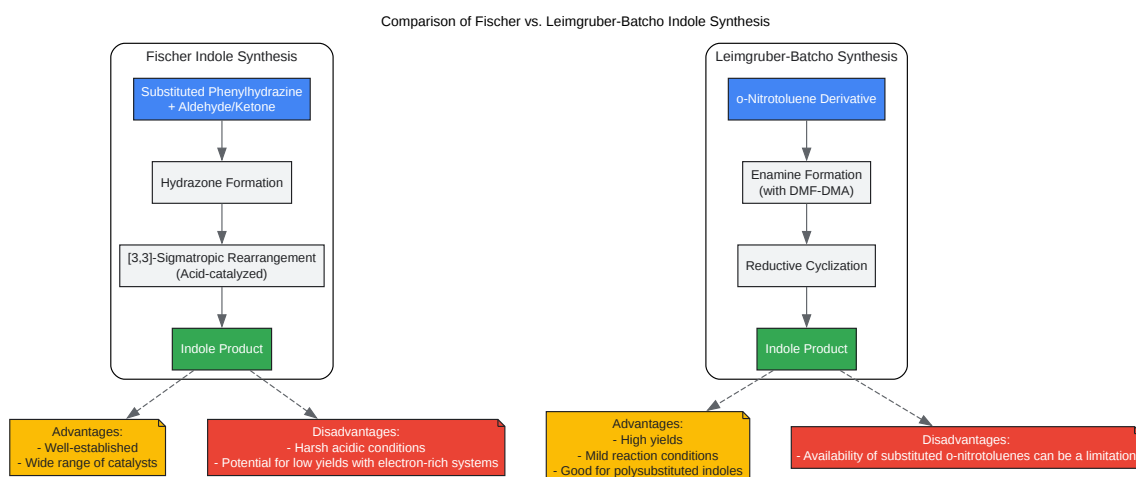 Comparison of Fischer vs. Leimgruber-Batcho Indole Synthesis
Fischer Indole Synthesis
Substituted Phenylhydrazine
+ Aldehyde/Ketone
Hydrazone Formation
[3,3]-Sigmatropic Rearrangement
(Acid-catalyzed)
Indole Product
Advantages:
- Well-established
- Wide range of catalysts
Disadvantages:
- Harsh acidic conditions
- Potential for low yields with electron-rich systems
Leimgruber-Batcho Synthesis
o-Nitrotoluene Derivative
Enamine Formation
(with DMF-DMA)
Reductive Cyclization
Indole Product
Advantages:
- High yields
- Mild reaction conditions
- Good for polysubstituted indoles
Disadvantages:
- Availability of substituted o-nitrotoluenes can be a limitation